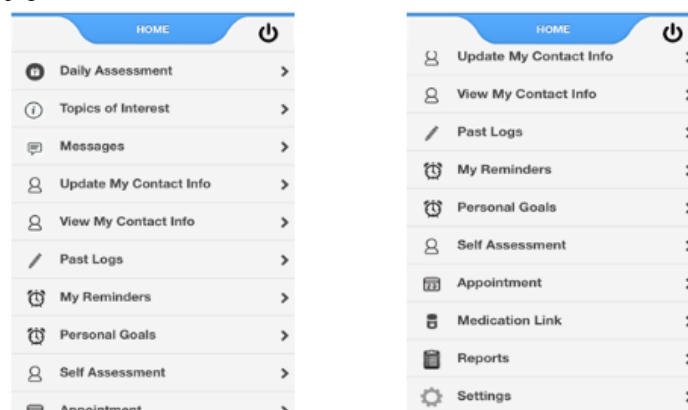 HOME
Daily Assessment
Topics of Interest
Messages
Update My Contact Info
View My Contact Info
Past Logs
My Reminders
Personal Goals
Self Assessment
Appointment
HOME
Update My Contact Info
View My Contact Info
Past Logs
My Reminders
Personal Goals
Self Assessment
Appointment
Medication Link
Reports
Settings